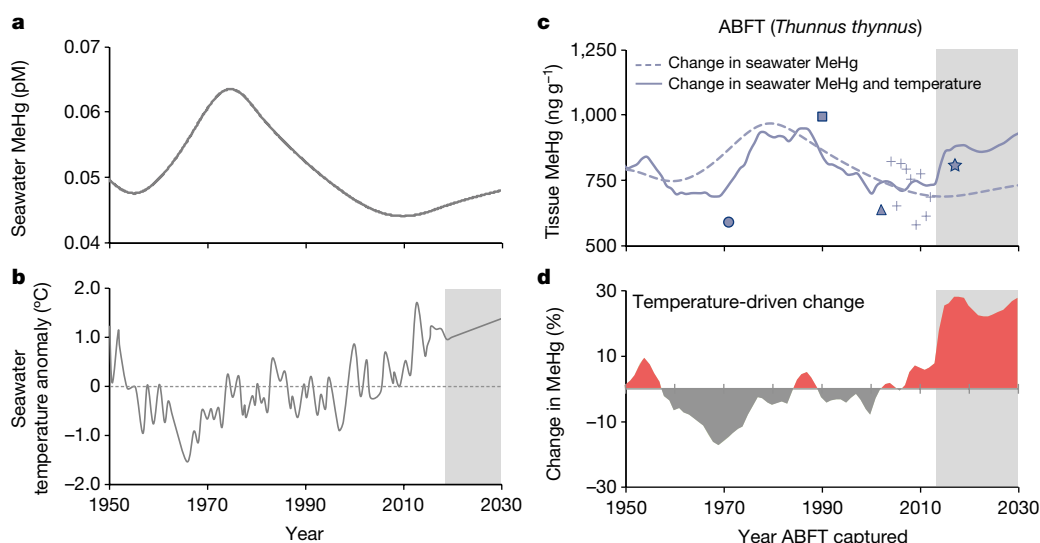 a
0.07
0.06
0.05
0.04
Seawater MeHg (pM)
b
2.0
1.0
0
–1.0
–2.0
Seawater
temperature anomaly (ºC)
1950
1970
1990
2010
2030
Year
c
ABFT (Thunnus thynnus)
1,250
1,000
750
500
Tissue MeHg (ng g–1)
Change in seawater MeHg
Change in seawater MeHg and temperature
d
30
10
–10
–30
Change in MeHg (%)
Temperature-driven change
1950
1970
1990
2010
2030
Year ABFT captured